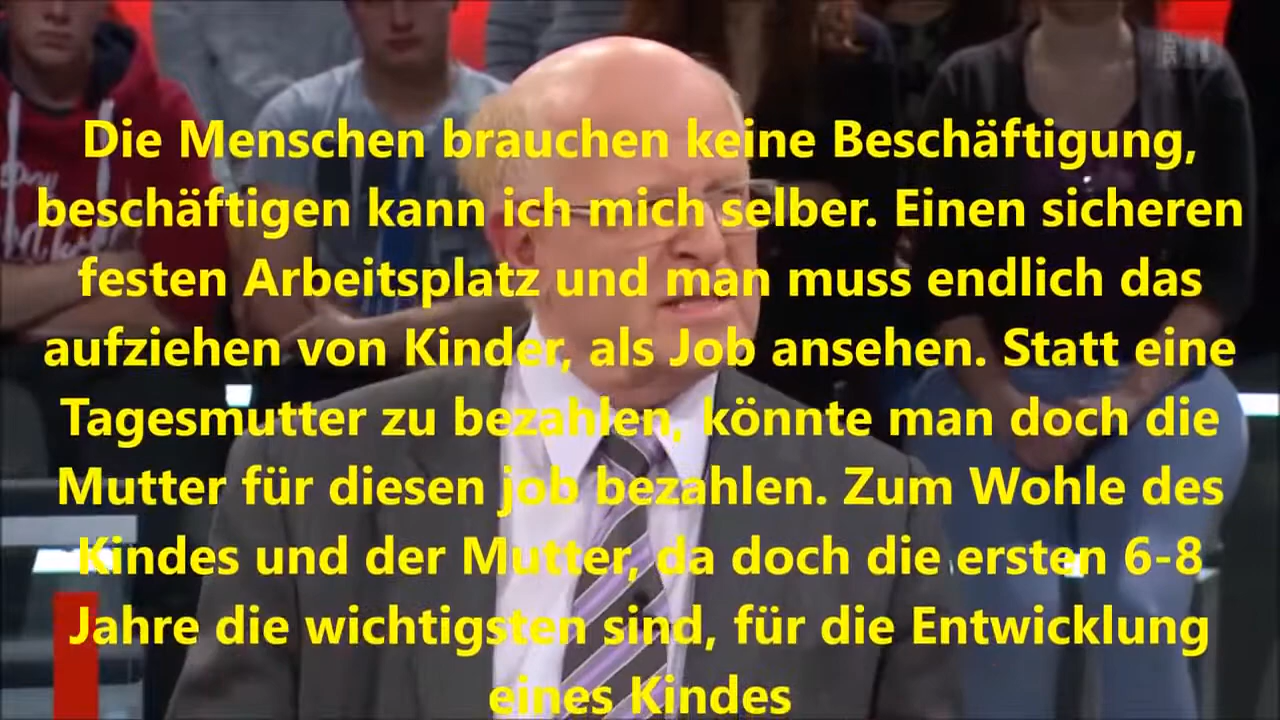 Die Menschen brauchen keine Beschäftigung,
beschäftigen kann ich mich selber. Einen sicheren
festen Arbeitsplatz und man muss endlich das
aufziehen von Kinder, als Job ansehen. Statt eine
Tagesmutter zu bezahlen, könnte man doch die
Mutter für diesen job bezahlen. Zum Wohle des
Kindes und der Mutter, da doch die ersten 6-8
Jahre die wichtigsten sind, für die Entwicklung
eines Kindes